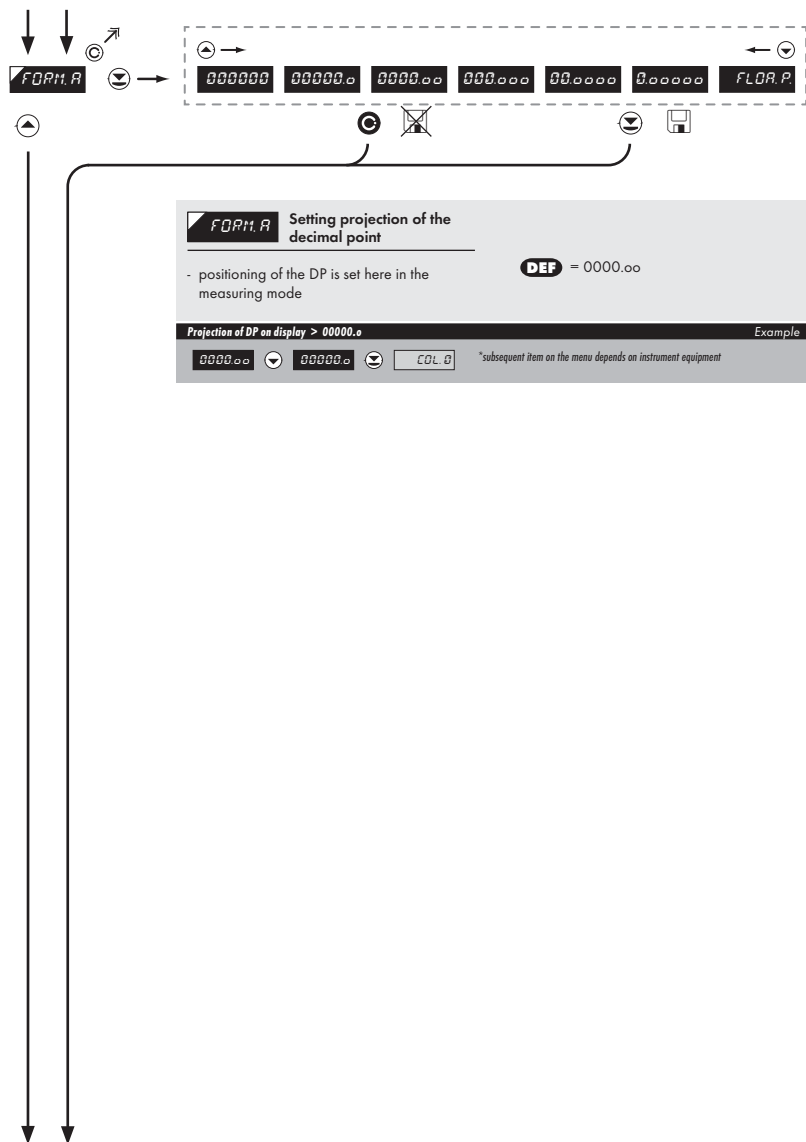 FORM. A 000000 00000.o 0000.oo 000.ooo 00.oooo 0.ooooo FLOA. P.
FORM. A Setting projection of the
decimal point
- positioning of the DP is set here in the
measuring mode
DEF = 0000.oo
Projection of DP on display > 00000.o Example
0000.oo 00000.o COL. 0 *subsequent item on the menu depends on instrument equipment